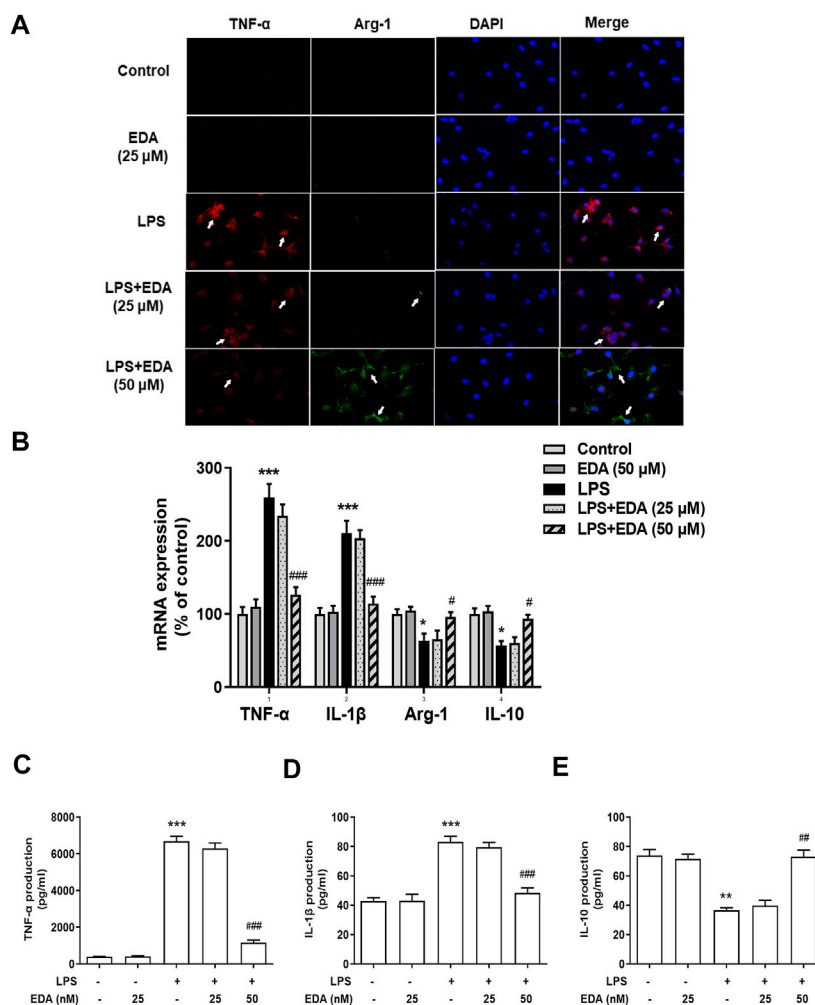 A
TNF-α Arg-1 DAPI Merge
Control
EDA
(25 μM)
LPS
LPS+EDA
(25 μM)
LPS+EDA
(50 μM)
B
Control
EDA (50 μM)
LPS
LPS+EDA (25 μM)
LPS+EDA (50 μM)
mRNA expression
(% of control)
300
200
100
0
***
###
***
###
*
#
*
#
1 2 3 4
TNF-α IL-1β Arg-1 IL-10
C
TNF-α production
(pg/ml)
8000
6000
4000
2000
0
***
###
LPS - - + + +
EDA (nM) - 25 - 25 50
D
IL-1β production
(pg/ml)
100
80
60
40
20
0
***
###
- - + + +
- 25 - 25 50
LPS
EDA (nM)
E
IL-10 production
(pg/ml)
100
80
60
40
20
0
**
##
LPS - - + + +
EDA (nM) - 25 - 25 50